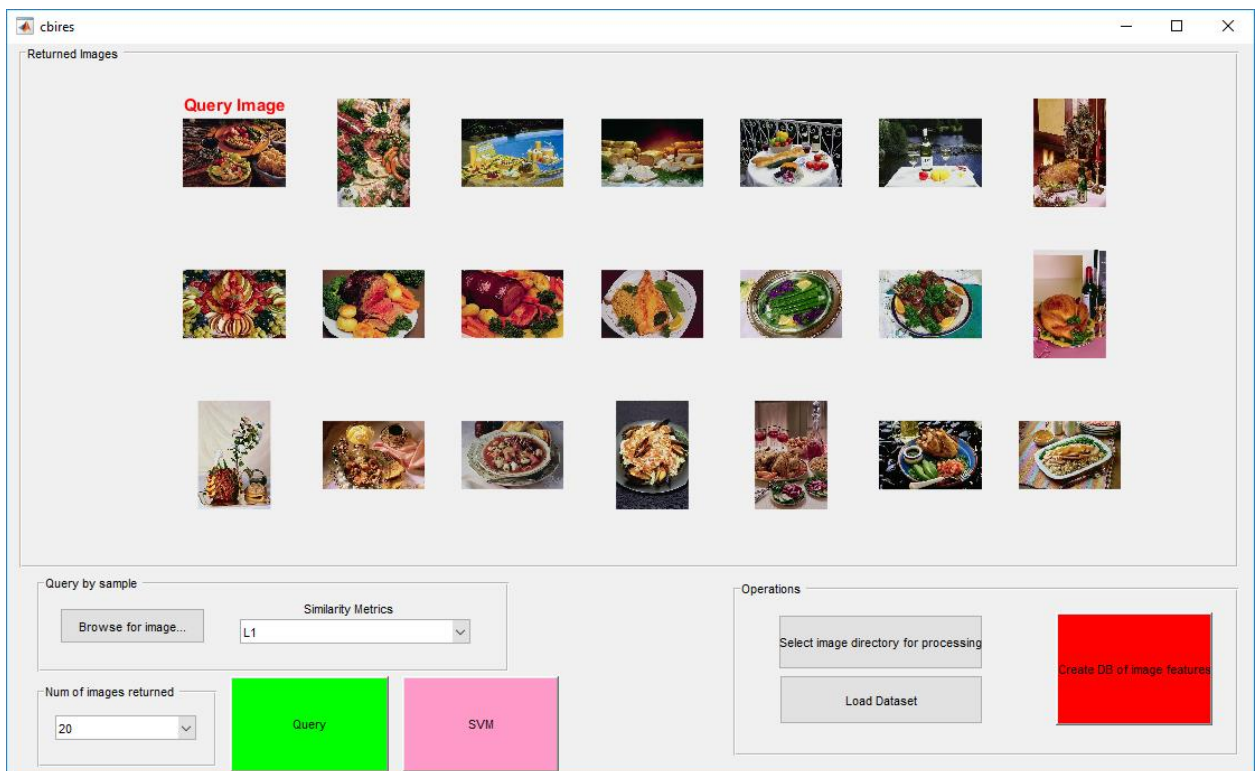 cbires
Returned Images
Query Image
Query by sample
Browse for image...
Similarity Metrics
L1
Num of images returned
20
Query
SVM
Operations
Select image directory for processing
Load Dataset
Create DB of image features